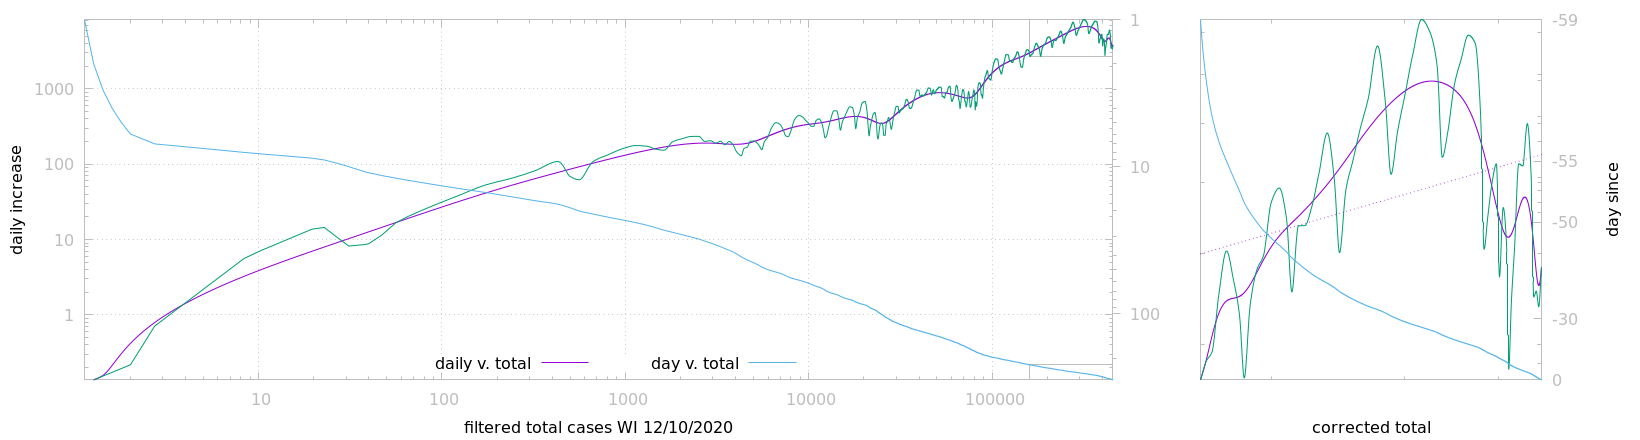 1
-59
1000
100
10
-55
10
-50
1
100
-30
0
daily increase
day since
daily v. total
day v. total
10
100
1000
10000
100000
filtered total cases WI 12/10/2020
corrected total